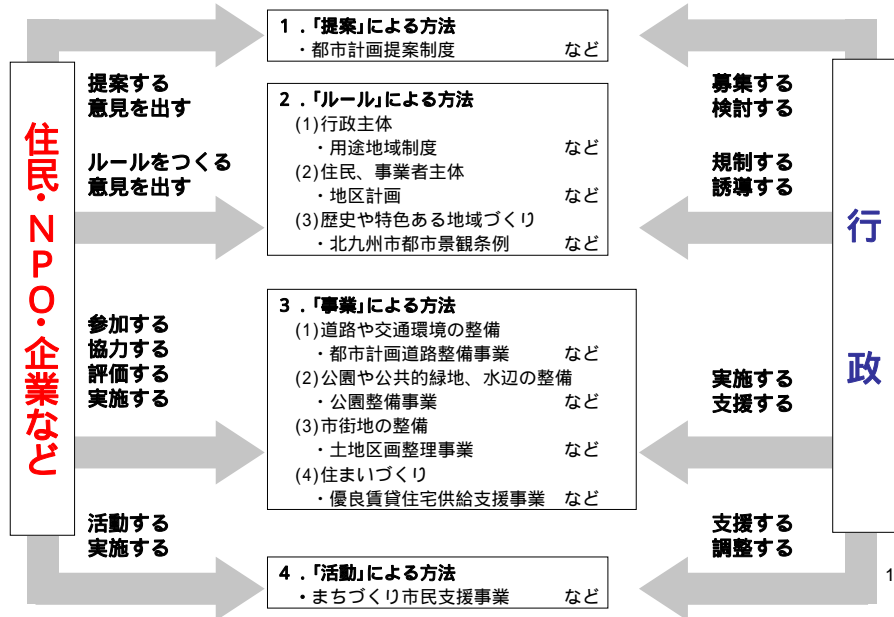 住民・NPO・企業など
提案する
意見を出す
ルールをつくる
意見を出す
参加する
協力する
評価する
実施する
活動する
実施する
1．「提案」による方法
・都市計画提案制度 など
2．「ルール」による方法
(1)行政主体
・用途地域制度 など
(2)住民、事業者主体
・地区計画 など
(3)歴史や特色ある地域づくり
・北九州市都市景観条例 など
3．「事業」による方法
(1)道路や交通環境の整備
・都市計画道路整備事業 など
(2)公園や公共的緑地、水辺の整備
・公園整備事業 など
(3)市街地の整備
・土地区画整理事業 など
(4)住まいづくり
・優良賃貸住宅供給支援事業 など
4．「活動」による方法
・まちづくり市民支援事業 など
募集する
検討する
規制する
誘導する
実施する
支援する
支援する
調整する
行政
1